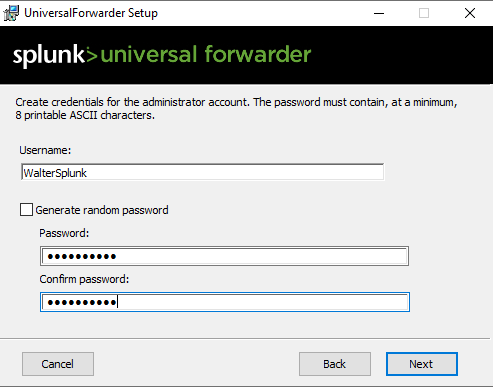 UniversalForwarder Setup
splunk> universal forwarder
Create credentials for the administrator account. The password must contain, at a minimum,
8 printable ASCII characters.
Username:
WalterSplunk
Generate random password
Password:
●●●●●●●●●●
Confirm password:
●●●●●●●●●●
Cancel
Back
Next